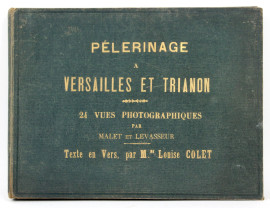 PÈLERINAGE
A
VERSAILLES ET TRIANON
24 VUES PHOTOGRAPHIQUES
PAR
MALET ET LEVASSEUR
Texte en Vers, par Mme Louise COLET